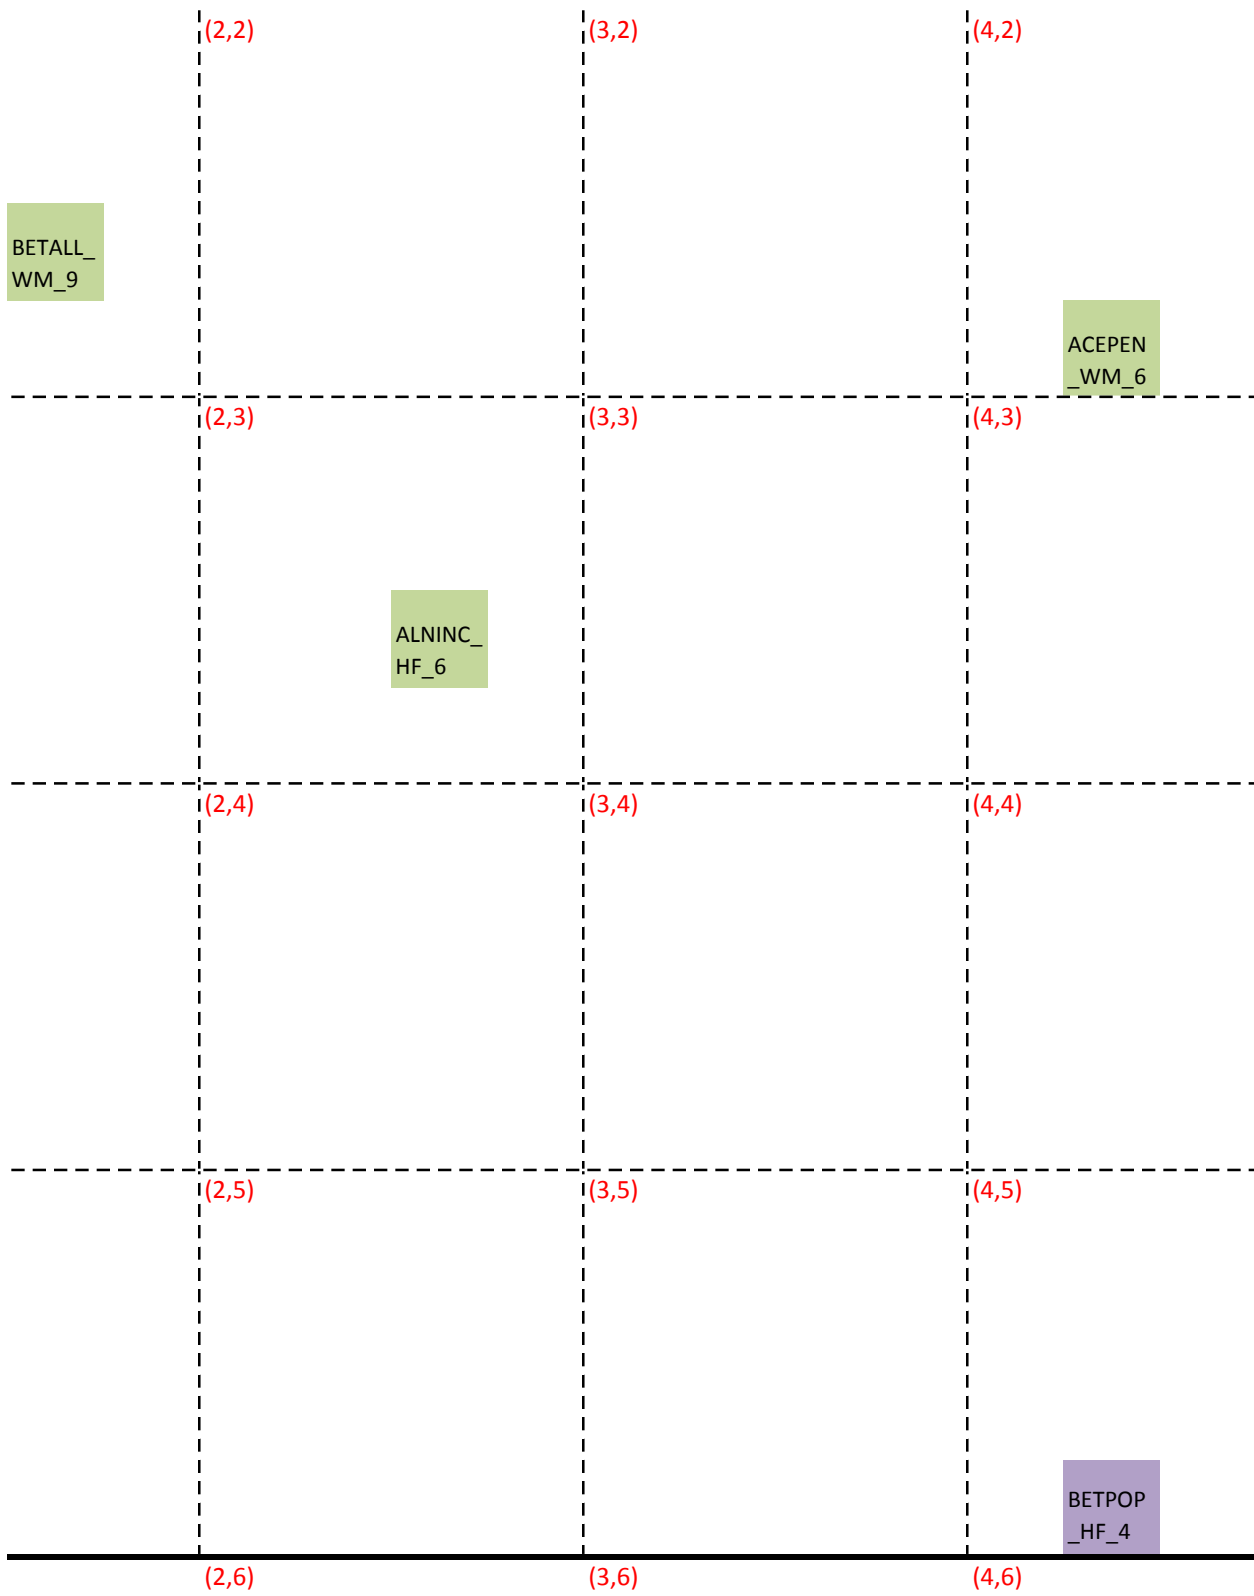 (2,2)
(3,2)
(4,2)
BETALL_
WM_9
ACEPEN
_WM_6
(2,3)
(3,3)
(4,3)
ALNINC_
HF_6
(2,4)
(3,4)
(4,4)
(2,5)
(3,5)
(4,5)
BETPOP
_HF_4
(2,6)
(3,6)
(4,6)